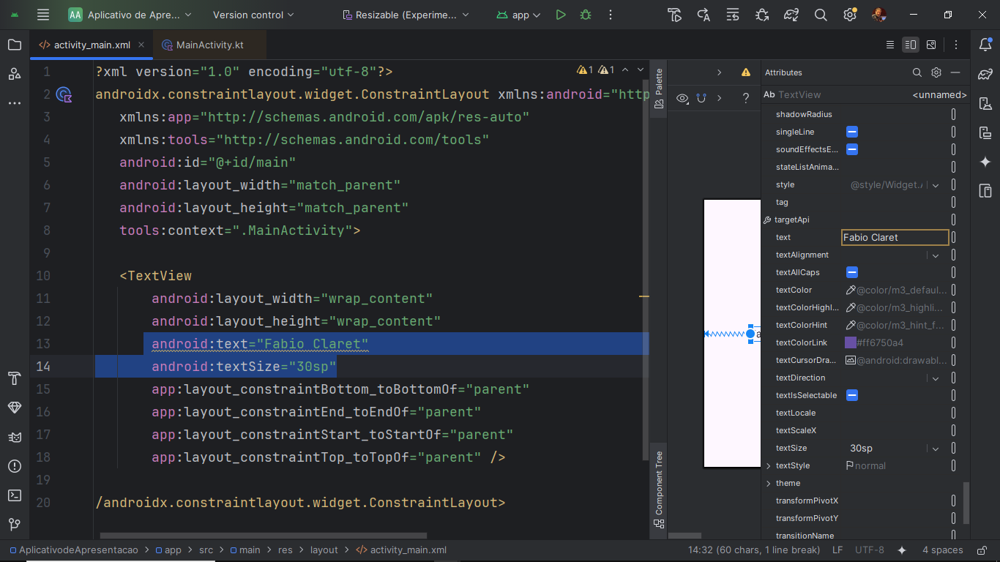 AA Aplicativo de Apre... Version control Resizable (Experime... app
activity_main.xml MainActivity.kt
1 ?xml version="1.0" encoding="utf-8"?>
2 androidx.constraintlayout.widget.ConstraintLayout xmlns:android="http
3 xmlns:app="http://schemas.android.com/apk/res-auto"
4 xmlns:tools="http://schemas.android.com/tools"
5 android:id="@+id/main"
6 android:layout_width="match_parent"
7 android:layout_height="match_parent"
8 tools:context=".MainActivity">
9
10 <TextView
11 android:layout_width="wrap_content"
12 android:layout_height="wrap_content"
13 android:text="Fabio Claret"
14 android:textSize="30sp"
15 app:layout_constraintBottom_toBottomOf="parent"
16 app:layout_constraintEnd_toEndOf="parent"
17 app:layout_constraintStart_toStartOf="parent"
18 app:layout_constraintTop_toTopOf="parent" />
19
20 /androidx.constraintlayout.widget.ConstraintLayout>
1 1
Palette
Component Tree
?
a
Attributes
Ab TextView <unnamed>
shadowRadius
singleLine
soundEffectsE...
stateListAnima...
style @style/Widget.
tag
targetApi
text Fabio Claret
textAlignment
textAllCaps
textColor @color/m3_defaul...
textColorHighl... @color/m3_highli...
textColorHint @color/m3_hint_f...
textColorLink #ff6750a4
textCursorDra... @android:drawabl...
textDirection
textIsSelectable
textLocale
textScaleX
textSize 30sp
textStyle normal
theme
transformPivotX
transformPivotY
transitionName
AplicativodeApresentacao > app > src > main > res > layout > activity_main.xml 14:32 (60 chars, 1 line break) LF UTF-8 4 spaces